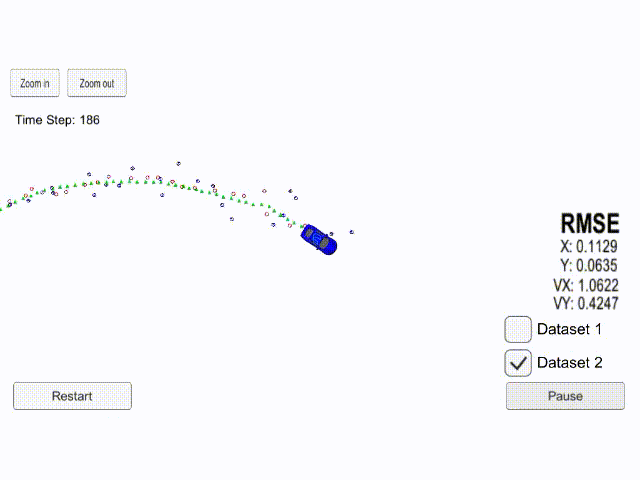 Zoom in
Zoom out
Time Step: 186
RMSE
X: 0.1129
Y: 0.0635
VX: 1.0622
VY: 0.4247
Dataset 1
Dataset 2
Restart
Pause